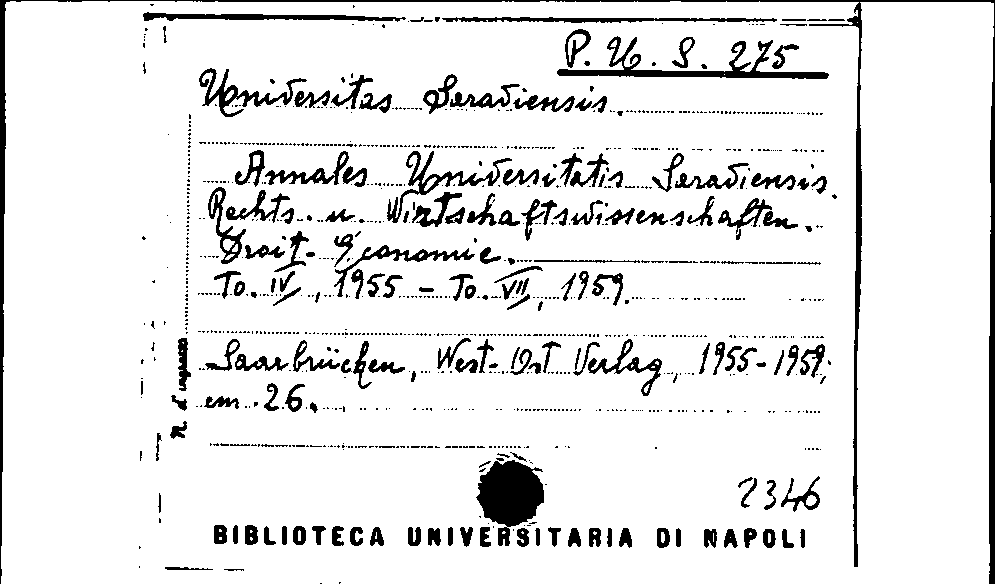 P. U. S. 275
Universitas Saraviensis.
Annales Universitatis Saraviensis.
Rechts. u. Wirtschaftswissenschaften.
Droit-Économie.
To. IV, 1955 - To. VII, 1959.
Saarbrücken, West-Ost Verlag, 1955-1959;
cm. 26.
N. d'ingresso
2346
BIBLIOTECA UNIVERSITARIA DI NAPOLI